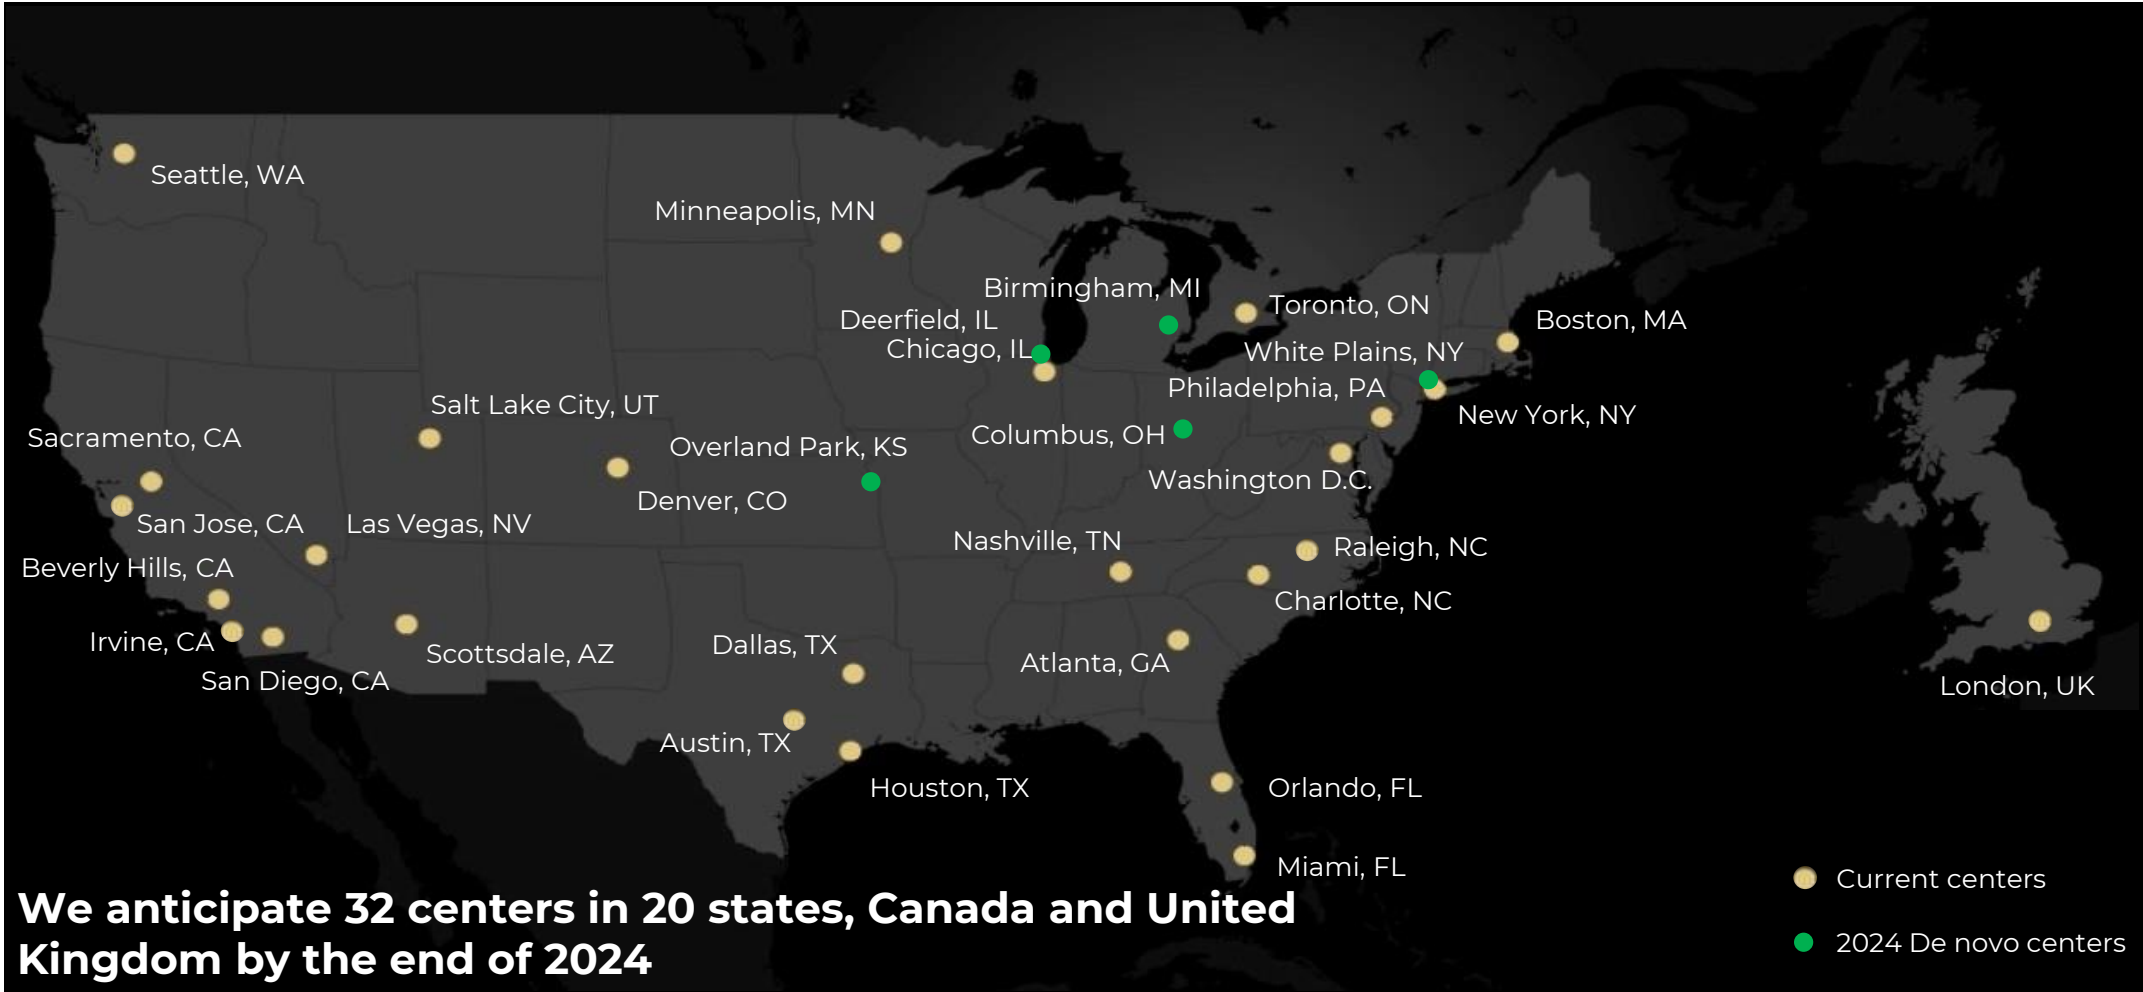 Seattle, WA
Minneapolis, MN
Birmingham, MI
Toronto, ON
Deerfield, IL
Boston, MA
Chicago, IL
White Plains, NY
Philadelphia, PA
Salt Lake City, UT
New York, NY
Sacramento, CA
Columbus, OH
Overland Park, KS
Washington D.C.
Denver, CO
San Jose, CA
Las Vegas, NV
Nashville, TN
Raleigh, NC
Beverly Hills, CA
Charlotte, NC
Irvine, CA
Dallas, TX
Scottsdale, AZ
Atlanta, GA
San Diego, CA
London, UK
Austin, TX
Houston, TX
Orlando, FL
Miami, FL
Current centers
2024 De novo centers
We anticipate 32 centers in 20 states, Canada and United
Kingdom by the end of 2024